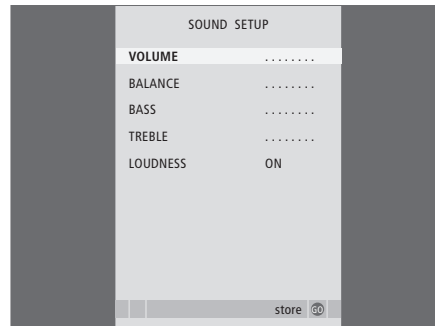 SOUND SETUP
VOLUME ........
BALANCE ........
BASS ........
TREBLE ........
LOUDNESS ON
store GO